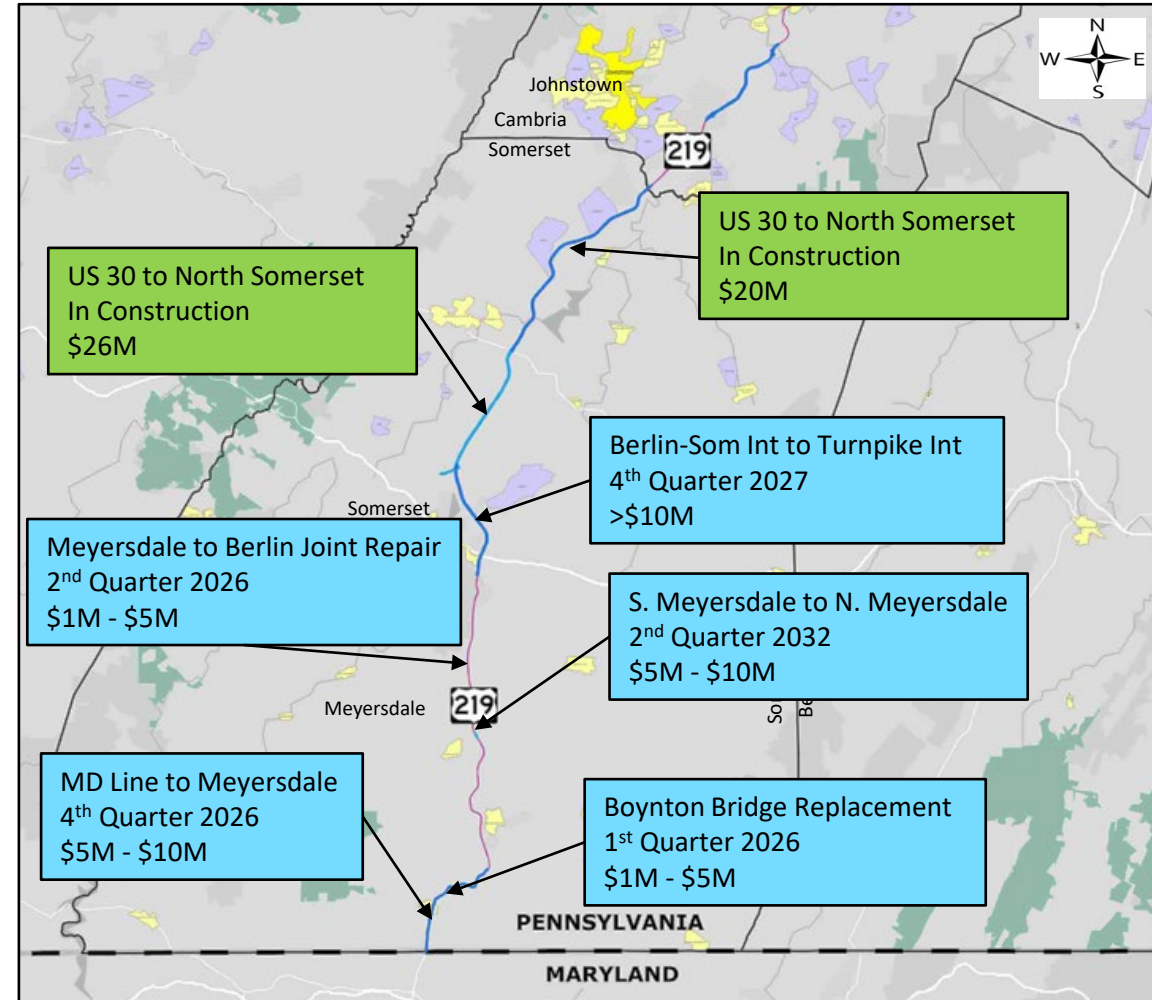 N
W E
S
Johnstown
Cambria
Somerset
219
US 30 to North Somerset
In Construction
$20M
US 30 to North Somerset
In Construction
$26M
Berlin-Som Int to Turnpike Int
4th Quarter 2027
>$10M
Somerset
Meyersdale to Berlin Joint Repair
2nd Quarter 2026
$1M - $5M
S. Meyersdale to N. Meyersdale
2nd Quarter 2032
$5M - $10M
Meyersdale
219
So
Be
MD Line to Meyersdale
4th Quarter 2026
$5M - $10M
Boynton Bridge Replacement
1st Quarter 2026
$1M - $5M
PENNSYLVANIA
MARYLAND